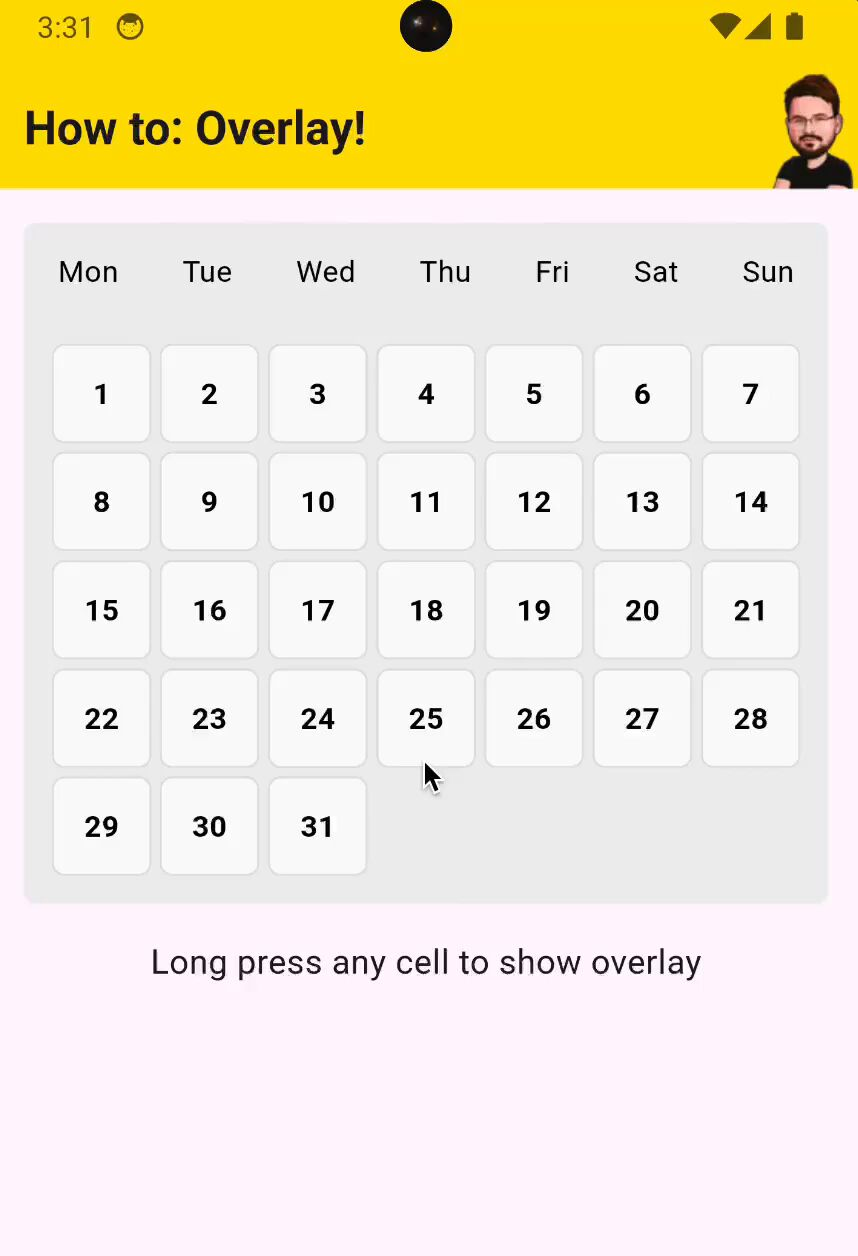 3:31
How to: Overlay!
Mon Tue Wed Thu Fri Sat Sun
1 2 3 4 5 6 7
8 9 10 11 12 13 14
15 16 17 18 19 20 21
22 23 24 25 26 27 28
29 30 31
Long press any cell to show overlay